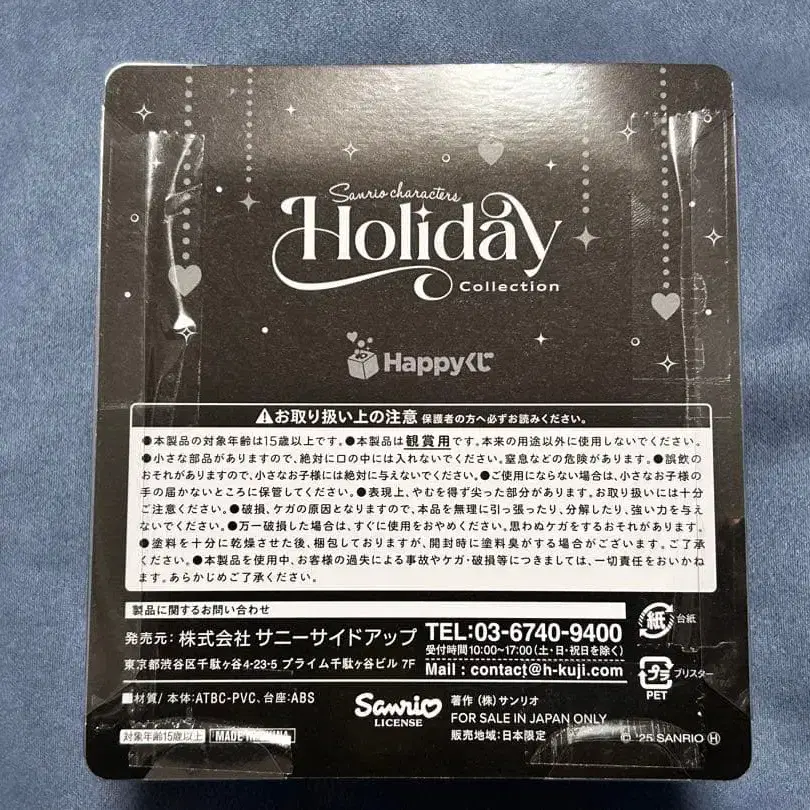 Sanrio characters
Holiday
Collection
Happyくじ
⚠お取り扱い上の注意 保護者の方へ必ずお読みください。
●本製品の対象年齢は15歳以上です。●本製品は観賞用です。本来の用途以外に使用しないでください。
●小さな部品がありますので、絶対に口の中には入れないでください。窒息などの危険があります。●誤飲の
おそれがありますので、小さなお子様には絶対に与えないでください。●ご使用にならない場合は、小さなお子様の
手の届かないところに保管してください。●表現上、やむを得ず尖った部分があります。お取り扱いには十分
ご注意ください。●破損、ケガの原因となりますので、本品を無理に引っ張ったり、分解したり、強い力を与え
ないでください。●万一破損した場合は、すぐに使用をおやめください。思わぬケガをするおそれがあります。
●塗料を十分に乾燥させた後、梱包しておりますが、開封時に塗料臭がする場合がございます。ご了承
ください。●本製品を使用中、お客様の過失による事故やケガ・破損等につきましては、一切責任をおいかね
ます。あらかじめご了承ください。
製品に関するお問い合わせ
発売元: 株式会社 サニーサイドアップ
東京都渋谷区千駄ヶ谷4-23-5 プライム千駄ヶ谷ビル 7F
TEL:03-6740-9400
受付時間10:00~17:00(土・日・祝日を除く)
Mail : contact@h-kuji.com
紙 台紙
プラ ブリスター
PET
■材質/ 本体:ATBC-PVC、台座:ABS
対象年齢15歳以上 MADE IN CHINA
Sanrio
LICENSE
著作 (株)サンリオ
FOR SALE IN JAPAN ONLY
販売地域:日本限定
© '25 SANRIO Ⓗ